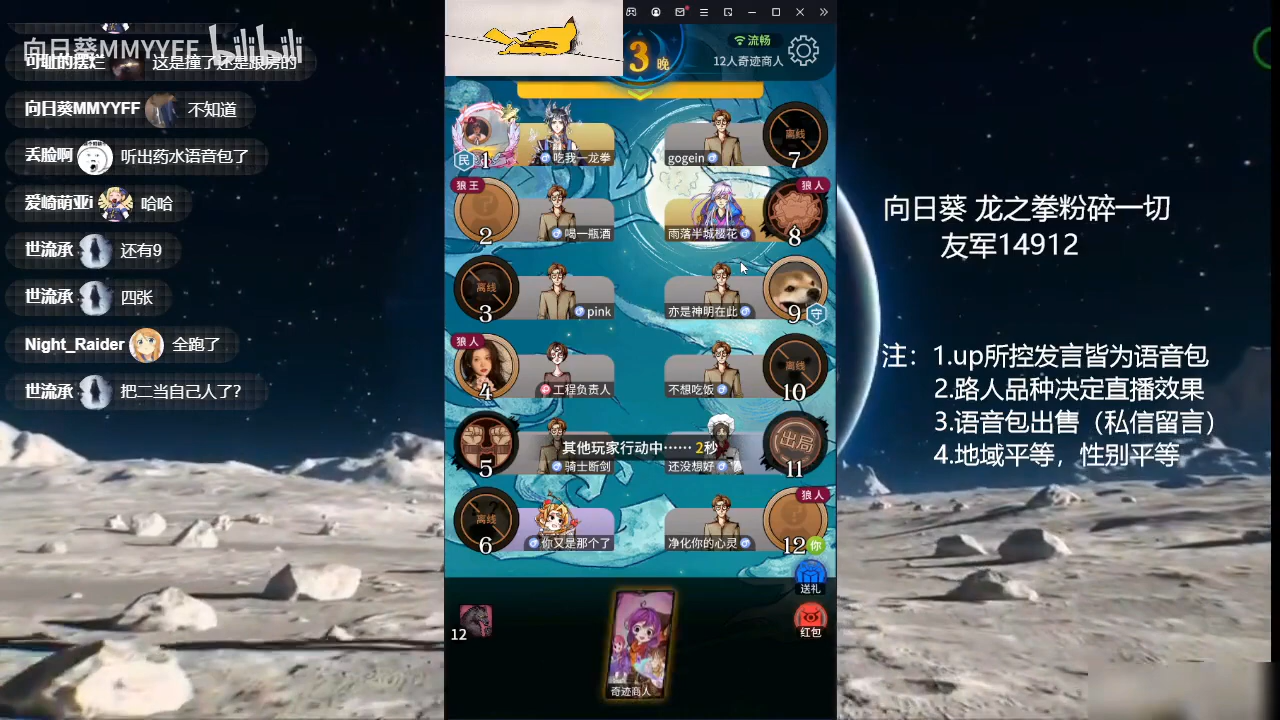 向日葵MMYYFF bilibili
这是撞了还是狼房的
向日葵MMYYFF 不知道
丢脸啊 听出药水语音包了
爱崎萌亚i 哈哈
世流承 还有9
世流承 四张
Night_Raider 全跑了
世流承 把二当自己人了?
3晚
流畅
12人奇迹商人
民 1 吃我一龙拳
gogein 离线 7
狼王 2 喝一瓶酒
雨落半城樱花 狼人 8
离线 3 pink
亦是神明在此 9 守
狼人 4 工程负责人
不想吃饭 离线 10
5 骑士断剑
其他玩家行动中······ 2秒
还没想好 出局 11
离线 6 你又是那个了
净化你的心灵 狼人 12 你
送礼
红包
12
奇迹商人
向日葵 龙之拳粉碎一切
友军14912
注：1.up所控发言皆为语音包
2.路人品种决定直播效果
3.语音包出售（私信留言）
4.地域平等，性别平等